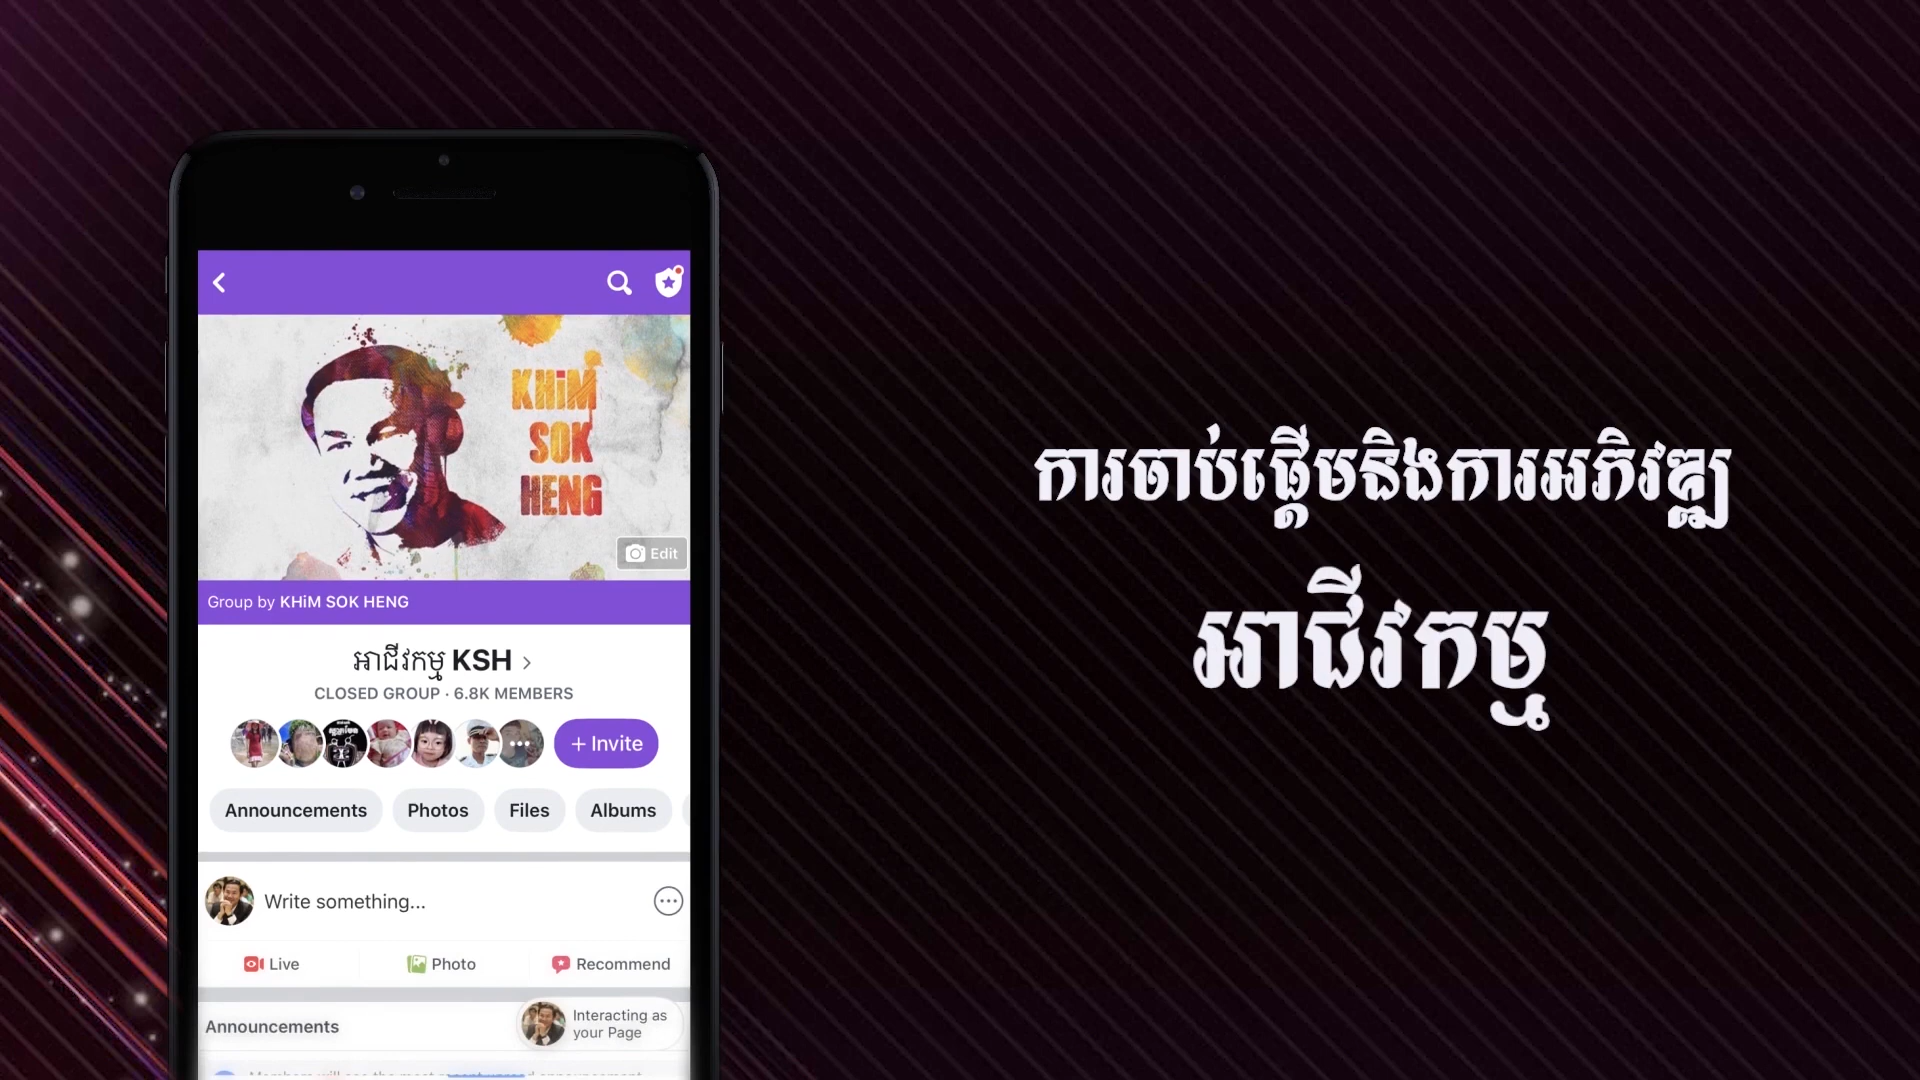 KHiM
SOK
HENG
Edit
Group by KHiM SOK HENG
អាជីវកម្ម KSH
CLOSED GROUP · 6.8K MEMBERS
+ Invite
Announcements
Photos
Files
Albums
Write something...
Live
Photo
Recommend
Announcements
Interacting as
your Page
ការចាប់ផ្ដើមនិងការអភិវឌ្ឍ
អាជីវកម្ម